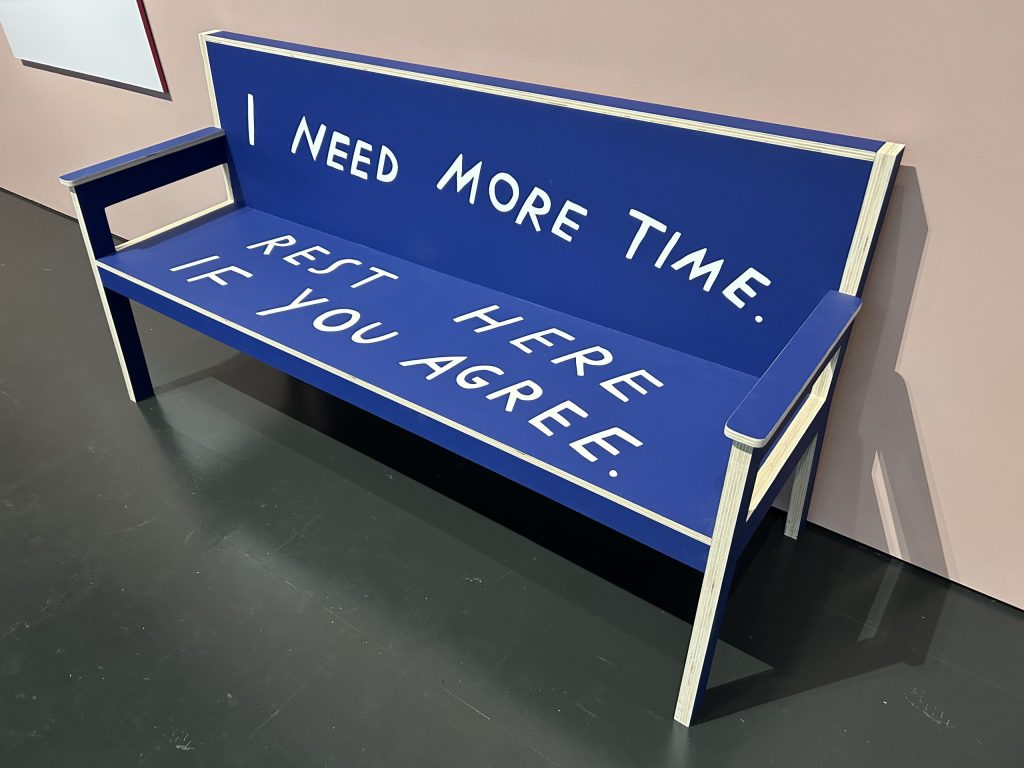 I NEED MORE TIME.
REST HERE
IF YOU AGREE.